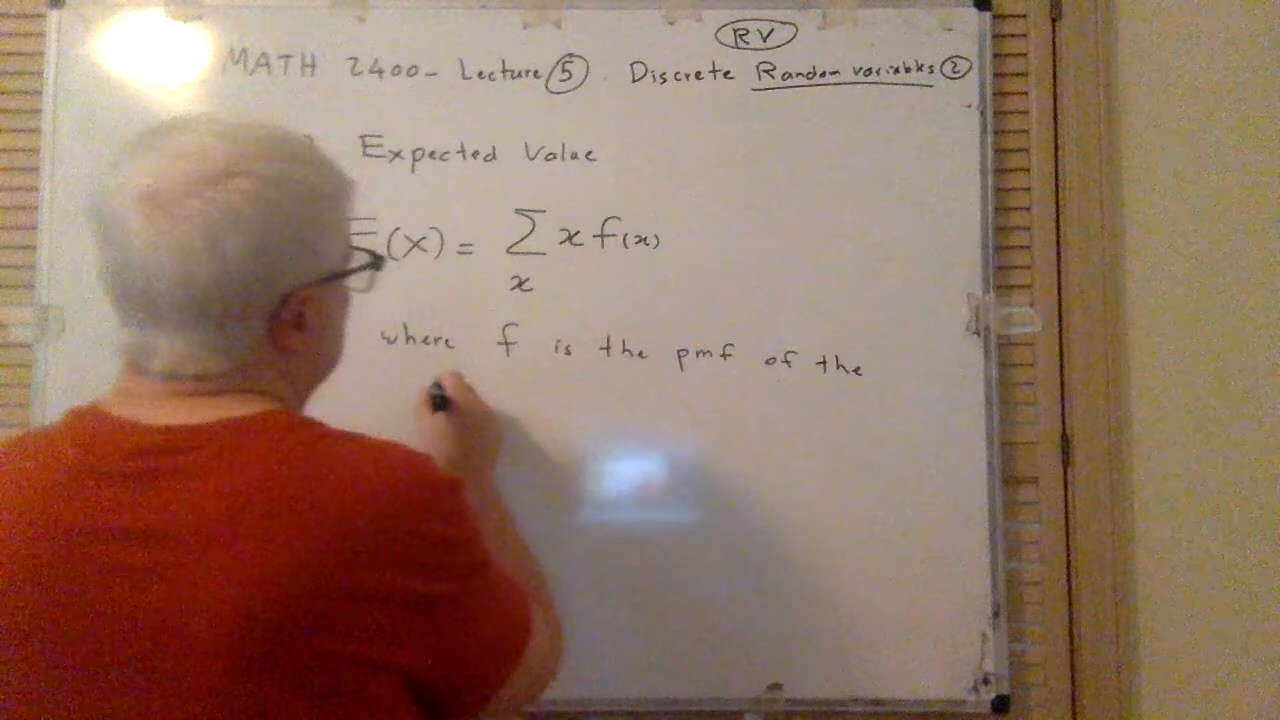 RV
MATH 2400- Lecture 5 Discrete Random variables 2
Expected Value
E(X) = ∑ x f(x)
x
where f is the pmf of the